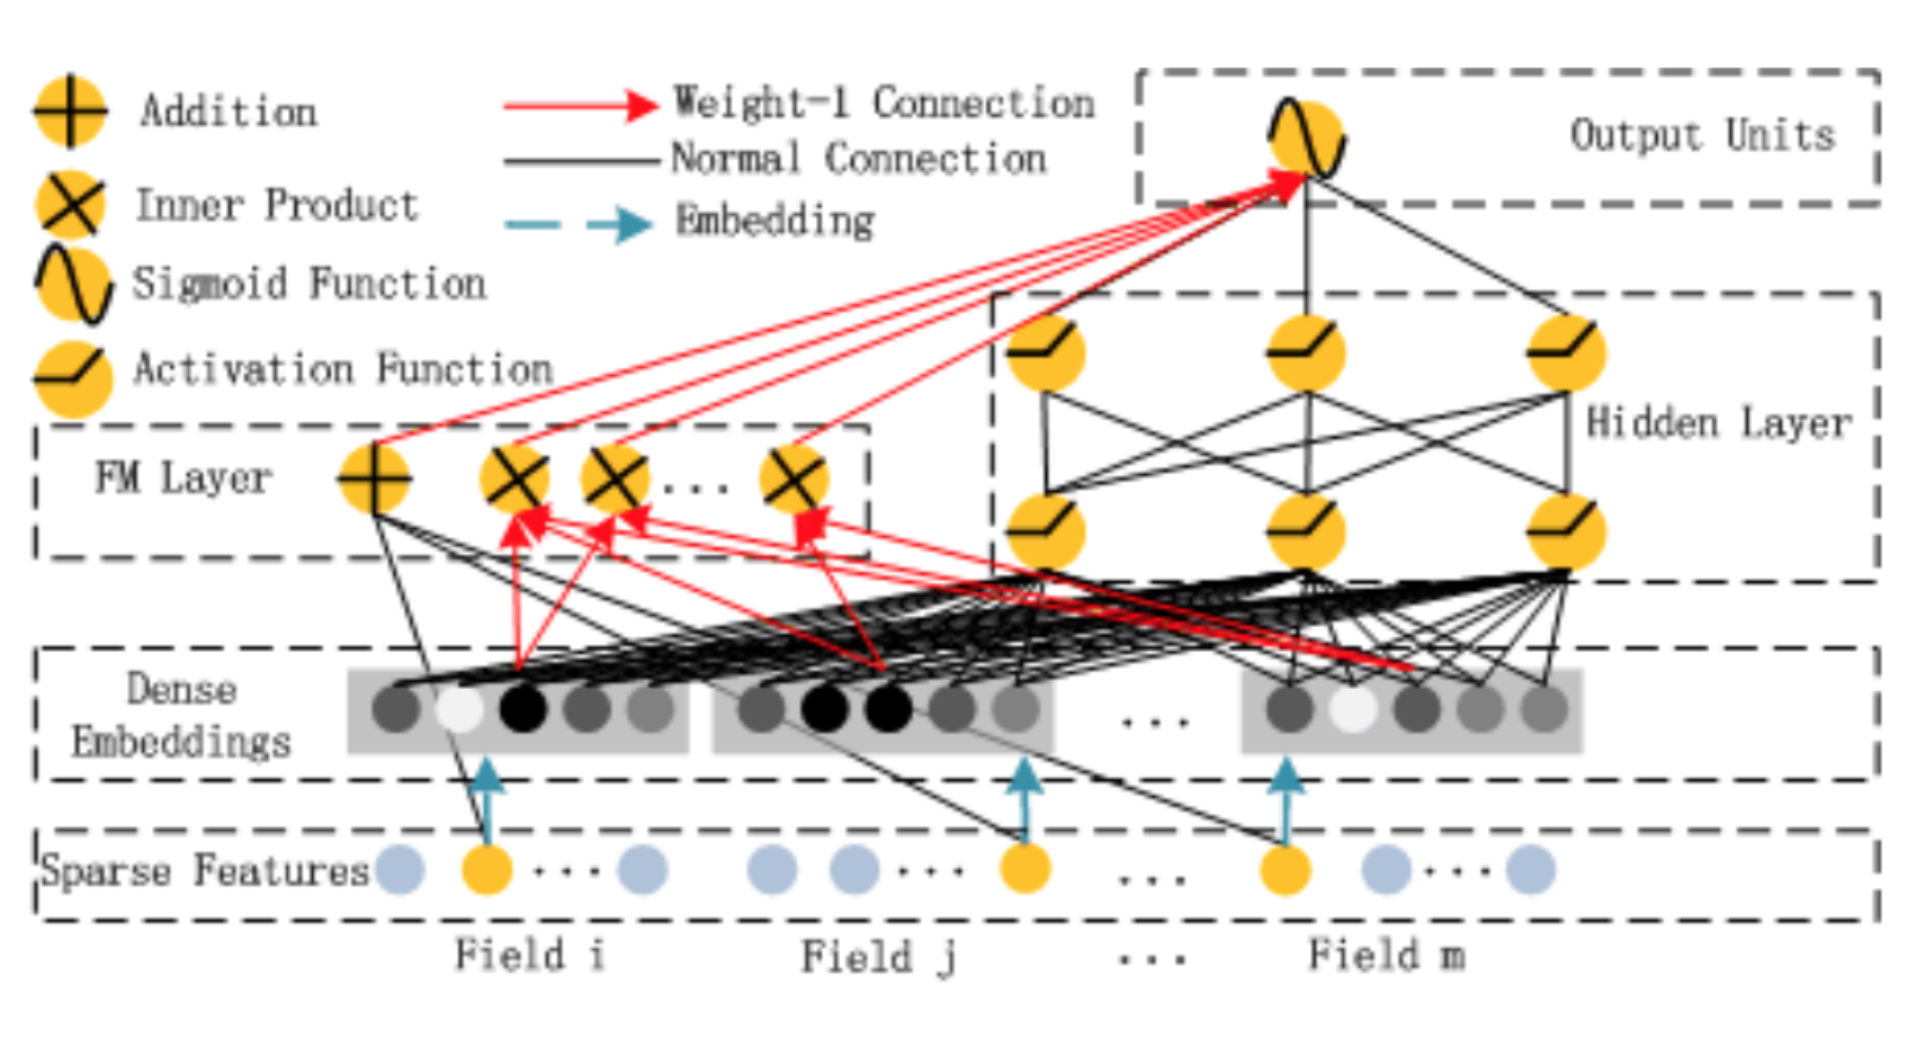 Addition
Inner Product
Sigmoid Function
Activation Function
Weight-1 Connection
Normal Connection
Embedding
Output Units
Hidden Layer
FM Layer
...
Dense
Embeddings
...
Sparse Features
...
...
...
...
Field i
Field j
...
Field m